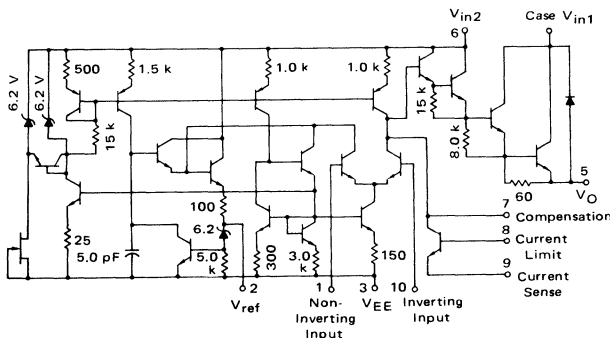 Vin2
Case Vin1
6
6.2 V
6.2 V
500
1.5 k
1.0 k
1.0 k
15 k
15 k
8.0 k
60
5
VO
7
Compensation
8
Current
Limit
9
Current
Sense
100
6.2
5.0
k
25
5.0 pF
300
3.0
k
150
2
Vref
1
Non-
Inverting
Input
3
VEE
10
Inverting
Input